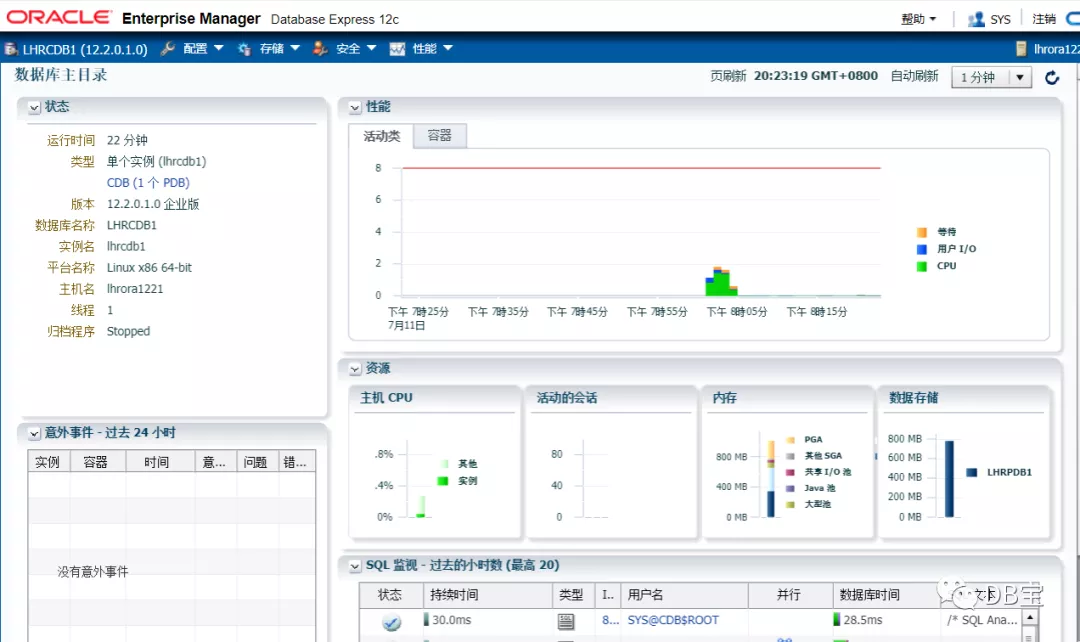 ORACLE Enterprise Manager Database Express 12c 帮助 SYS 注销
LHRCDB1 (12.2.0.1.0) 配置 存储 安全 性能 lhrora122
数据库主目录 页刷新 20:23:19 GMT+0800 自动刷新 1 分钟
状态
运行时间 22 分钟
类型 单个实例 (lhrcdb1)
CDB (1 个 PDB)
版本 12.2.0.1.0 企业版
数据库名称 LHRCDB1
实例名 lhrcdb1
平台名称 Linux x86 64-bit
主机名 lhrora1221
线程 1
归档程序 Stopped
意外事件 - 过去 24 小时
实例 容器 时间 意... 问题 错...
没有意外事件
性能
活动类 容器
8
6
4
2
0
下午 7時25分 下午 7時35分 下午 7時45分 下午 7時55分 下午 8時05分 下午 8時15分
7月11日
等待
用户 I/O
CPU
资源
主机 CPU
.8%
.4%
0%
其他
实例
活动的会话
80
40
0
内存
800 MB
400 MB
0 MB
PGA
其他 SGA
共享 I/O 池
Java 池
大型池
数据存储
800 MB
600 MB
400 MB
200 MB
0 MB
LHRPDB1
SQL 监视 - 过去的小时数 (最高 20)
状态 持续时间 类型 I... 用户名 并行 数据库时间
30.0ms 8... SYS@CDB$ROOT 28.5ms /* SQL Ana...
DB宝